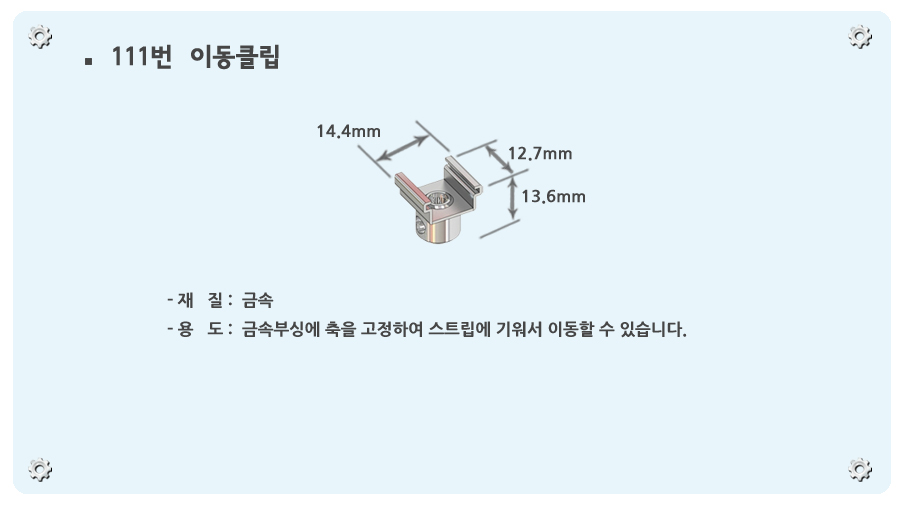 ▪ 111번 이동클립
14.4mm
12.7mm
13.6mm
- 재 질 : 금속
- 용 도 : 금속부싱에 축을 고정하여 스트립에 기워서 이동할 수 있습니다.